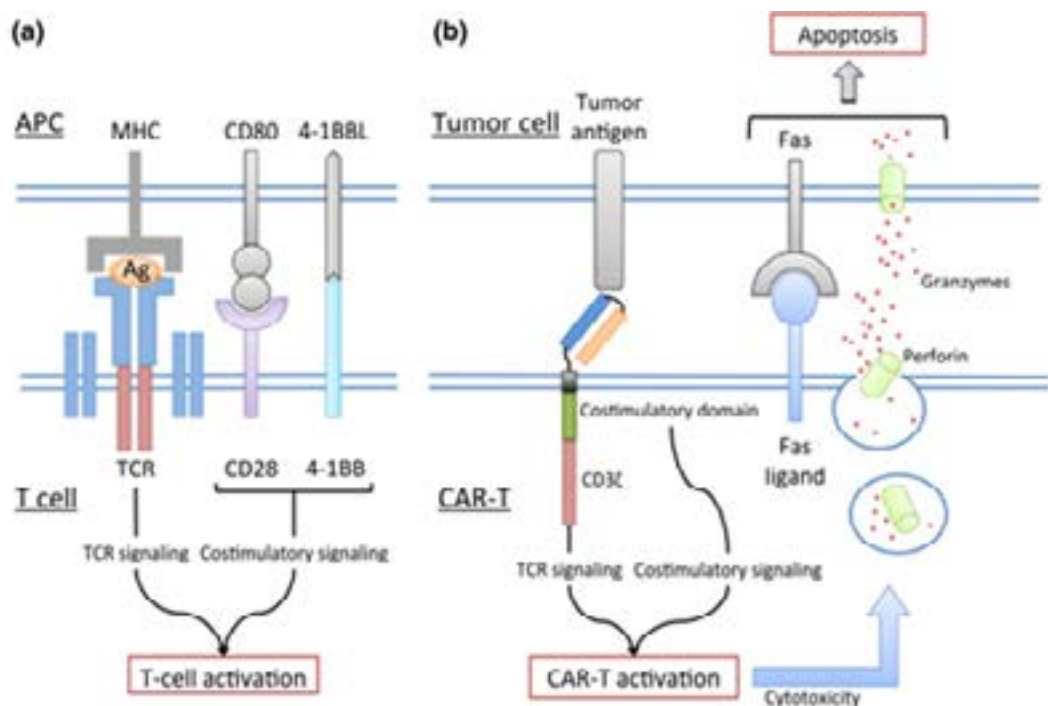 (a)
APC
MHC
CD80
4-1BBL
Ag
TCR
CD28
4-1BB
T cell
TCR signaling
Costimulatory signaling
T-cell activation
(b)
Apoptosis
Tumor cell
Tumor
antigen
Fas
Granzymes
Perforin
Costimulatory domain
Fas
ligand
CD3ζ
CAR-T
TCR signaling
Costimulatory signaling
CAR-T activation
Cytotoxicity